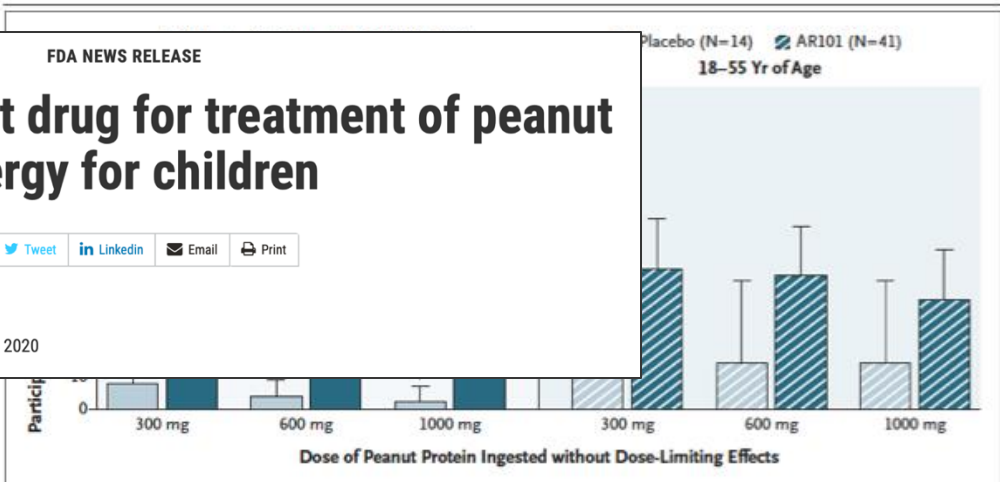 FDA NEWS RELEASE
t drug for treatment of peanut
ergy for children
Tweet
in Linkedin
Email
Print
2020
Placebo (N=14) AR101 (N=41)
18–55 Yr of Age
Particip
0
300 mg 600 mg 1000 mg 300 mg 600 mg 1000 mg
Dose of Peanut Protein Ingested without Dose-Limiting Effects